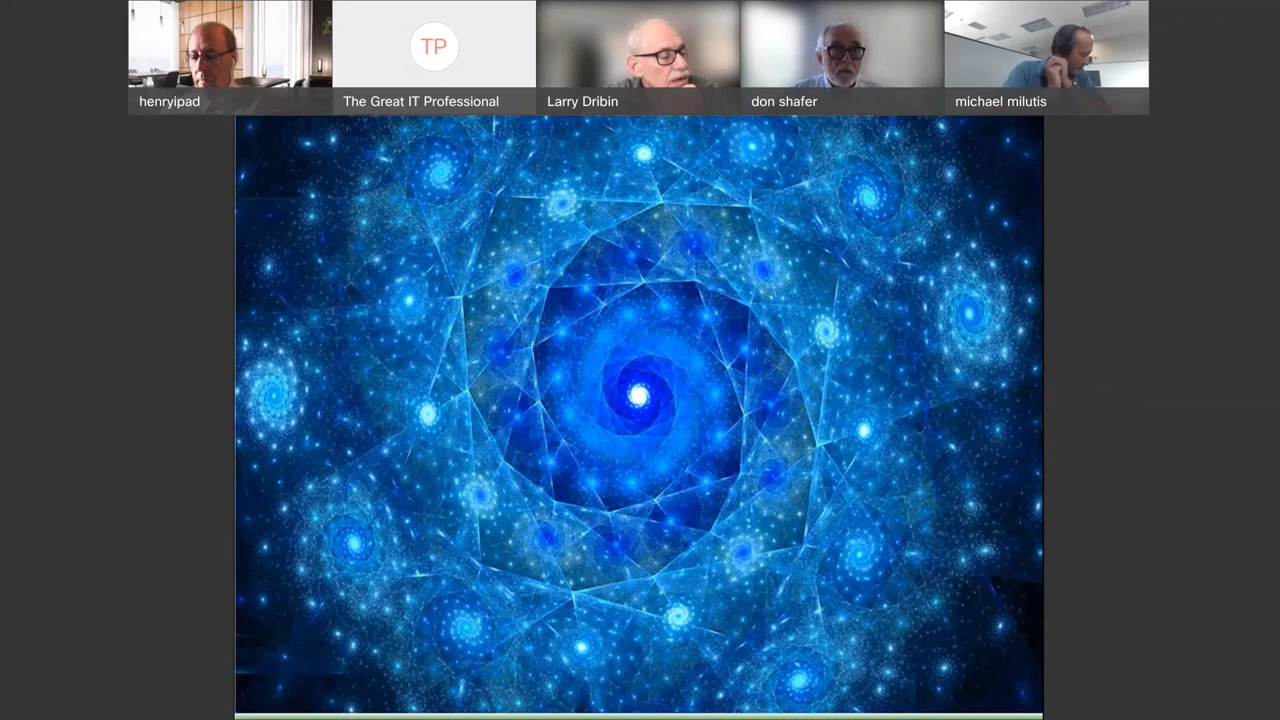 TP
henryipad
The Great IT Professional
Larry Dribin
don shafer
michael milutis